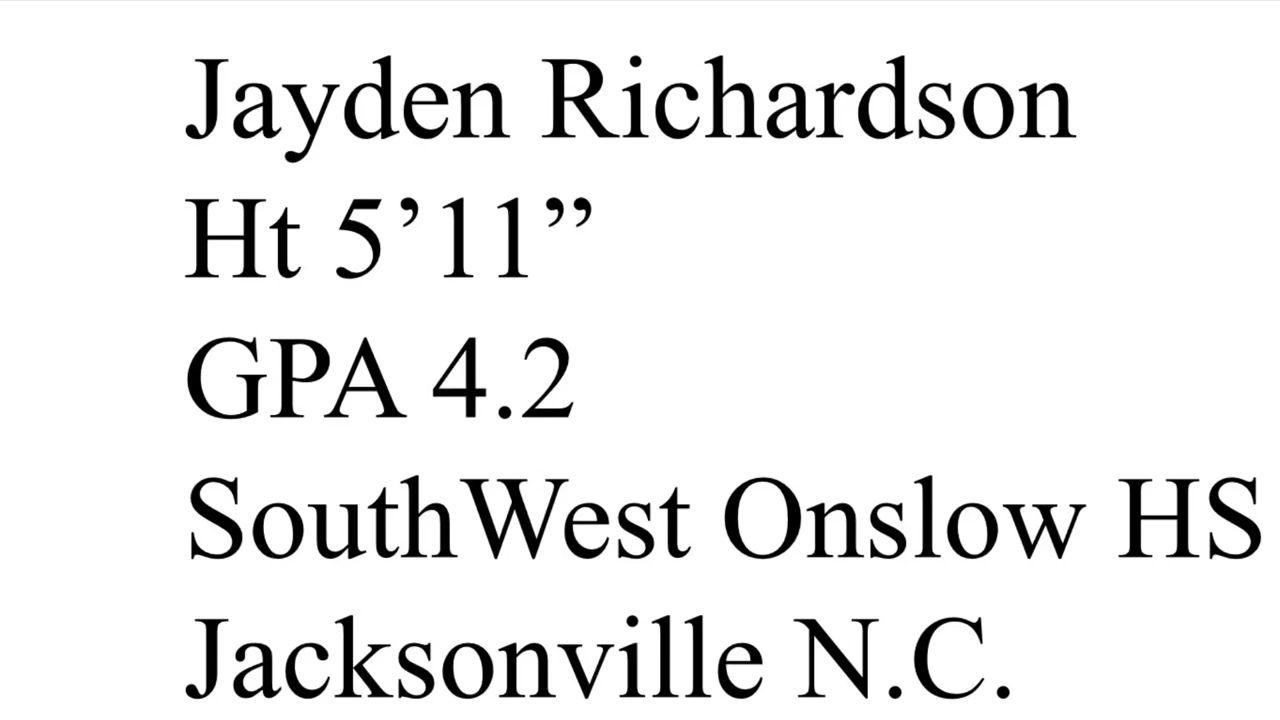 Jayden Richardson
Ht 5’11”
GPA 4.2
SouthWest Onslow HS
Jacksonville N.C.